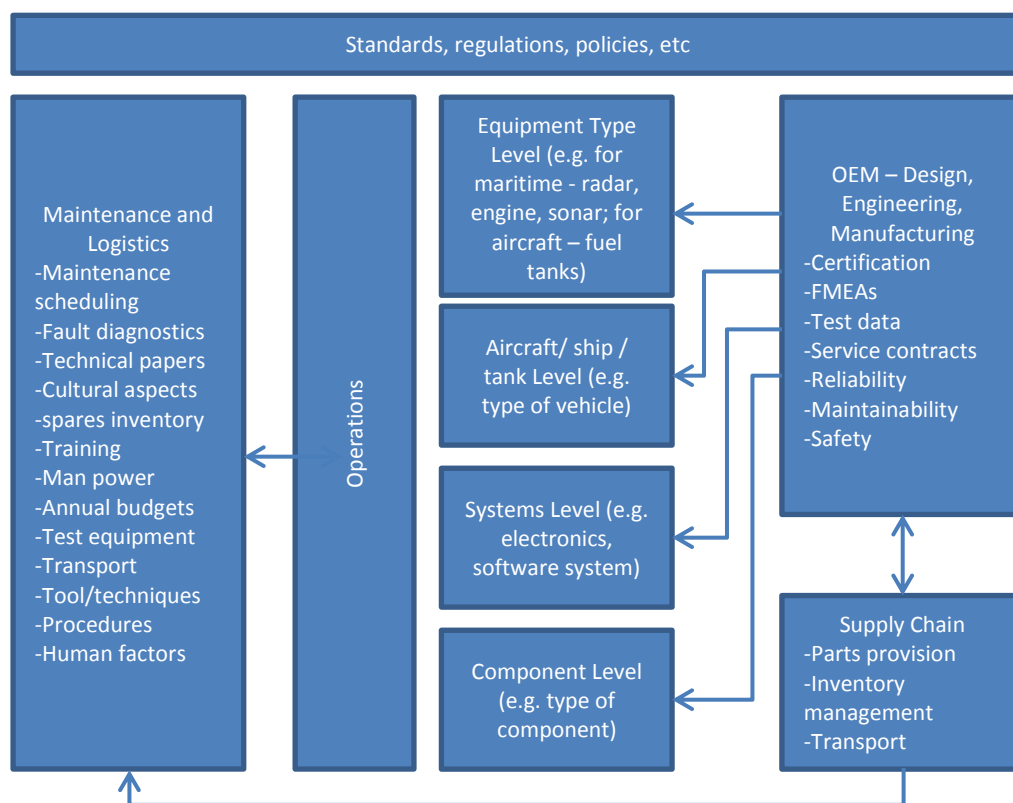 Standards, regulations, policies, etc
Maintenance and
Logistics
-Maintenance
scheduling
-Fault diagnostics
-Technical papers
-Cultural aspects
-spares inventory
-Training
-Man power
-Annual budgets
-Test equipment
-Transport
-Tool/techniques
-Procedures
-Human factors
Operations
Equipment Type
Level (e.g. for
maritime - radar,
engine, sonar; for
aircraft – fuel
tanks)
Aircraft/ ship /
tank Level (e.g.
type of vehicle)
Systems Level (e.g.
electronics,
software system)
Component Level
(e.g. type of
component)
OEM – Design,
Engineering,
Manufacturing
-Certification
-FMEAs
-Test data
-Service contracts
-Reliability
-Maintainability
-Safety
Supply Chain
-Parts provision
-Inventory
management
-Transport